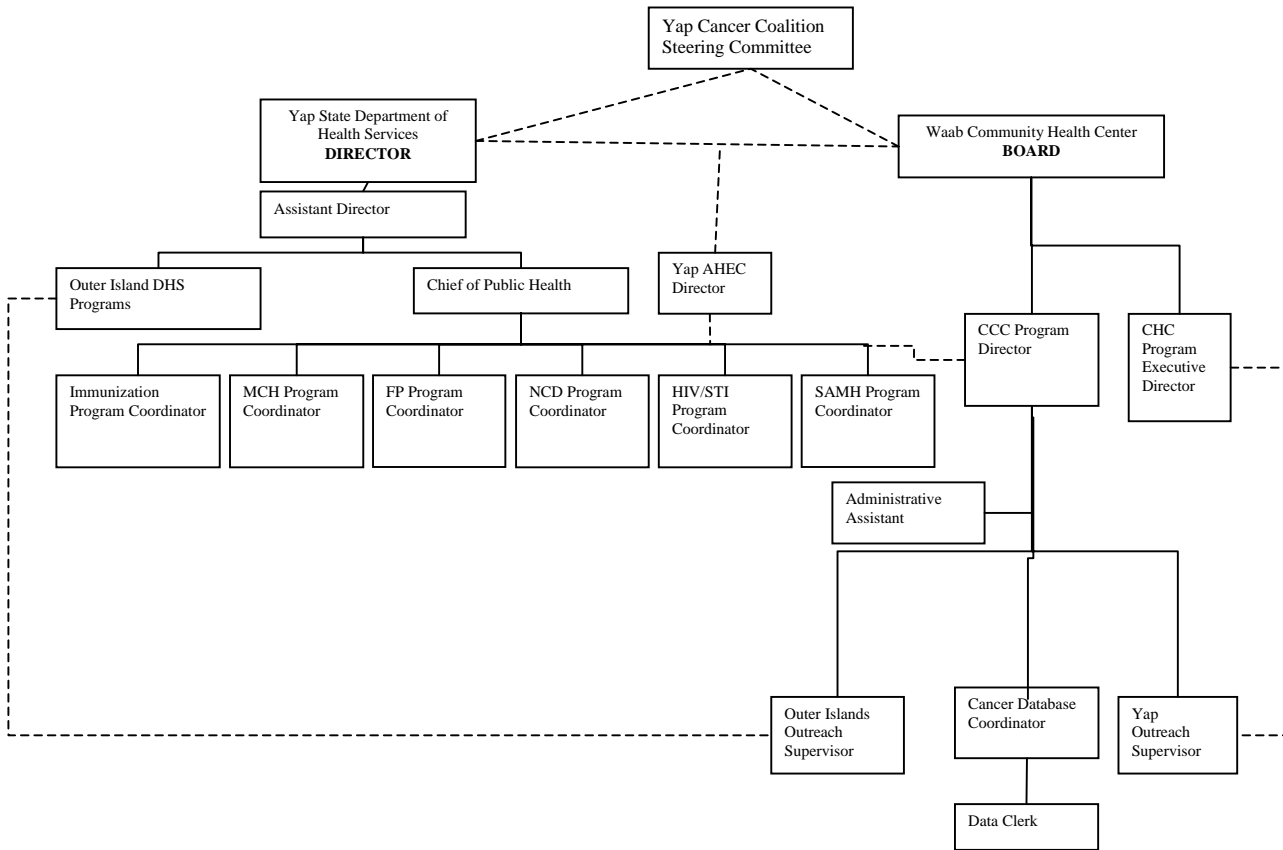 Yap Cancer Coalition
Steering Committee
Yap State Department of
Health Services
DIRECTOR
Waab Community Health Center
BOARD
Assistant Director
Outer Island DHS
Programs
Chief of Public Health
Yap AHEC
Director
CCC Program
Director
CHC
Program
Executive
Director
Immunization
Program Coordinator
MCH Program
Coordinator
FP Program
Coordinator
NCD Program
Coordinator
HIV/STI
Program
Coordinator
SAMH Program
Coordinator
Administrative
Assistant
Outer Islands
Outreach
Supervisor
Cancer Database
Coordinator
Yap
Outreach
Supervisor
Data Clerk